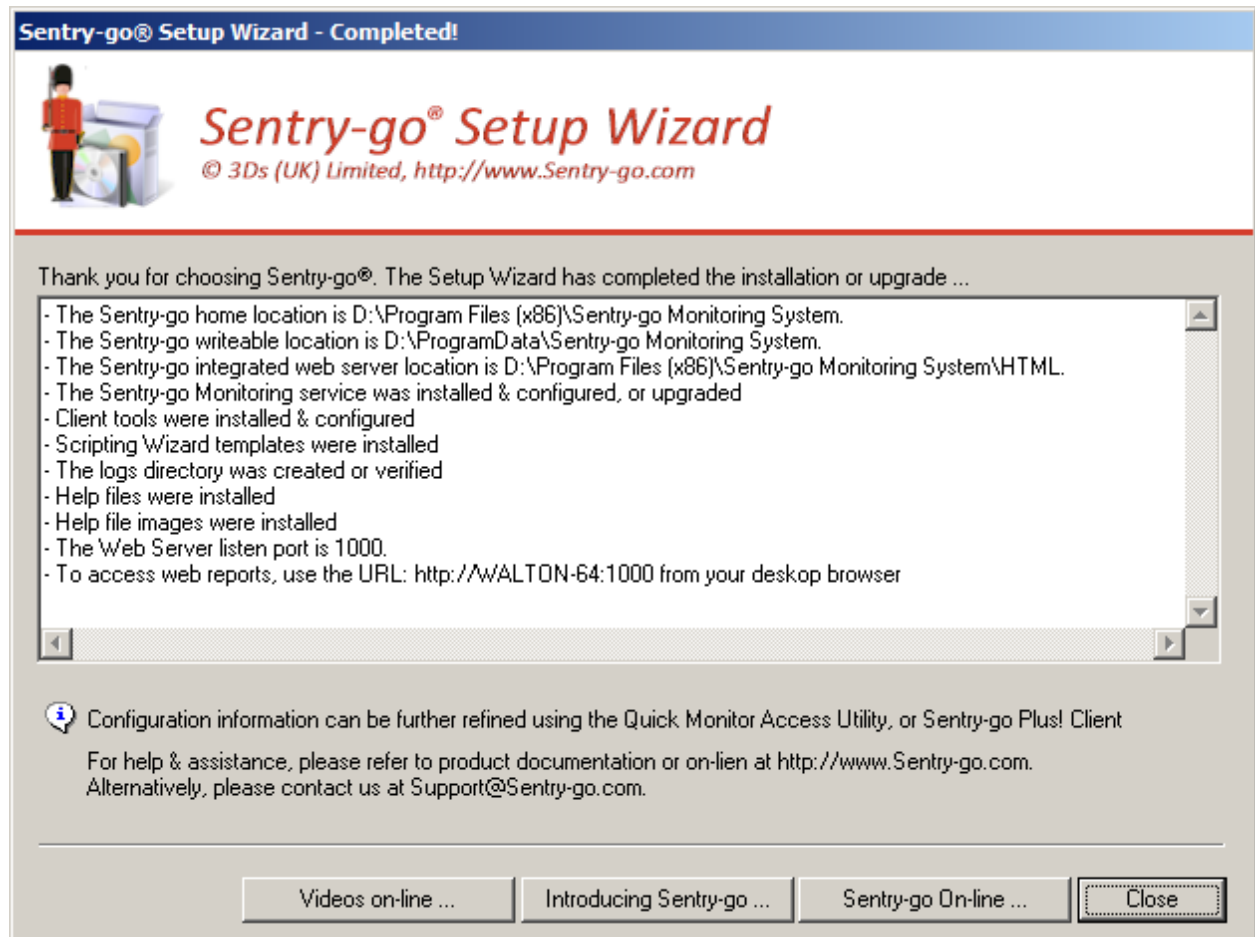 Sentry-go® Setup Wizard - Completed!
Sentry-go® Setup Wizard
© 3Ds (UK) Limited, http://www.Sentry-go.com
Thank you for choosing Sentry-go®. The Setup Wizard has completed the installation or upgrade ...
- The Sentry-go home location is D:\Program Files (x86)\Sentry-go Monitoring System.
- The Sentry-go writeable location is D:\ProgramData\Sentry-go Monitoring System.
- The Sentry-go integrated web server location is D:\Program Files (x86)\Sentry-go Monitoring System\HTML.
- The Sentry-go Monitoring service was installed & configured, or upgraded
- Client tools were installed & configured
- Scripting Wizard templates were installed
- The logs directory was created or verified
- Help files were installed
- Help file images were installed
- The Web Server listen port is 1000.
- To access web reports, use the URL: http://WALTON-64:1000 from your deskop browser
Configuration information can be further refined using the Quick Monitor Access Utility, or Sentry-go Plus! Client
For help & assistance, please refer to product documentation or on-lien at http://www.Sentry-go.com.
Alternatively, please contact us at Support@Sentry-go.com.
Videos on-line ...
Introducing Sentry-go ...
Sentry-go On-line ...
Close